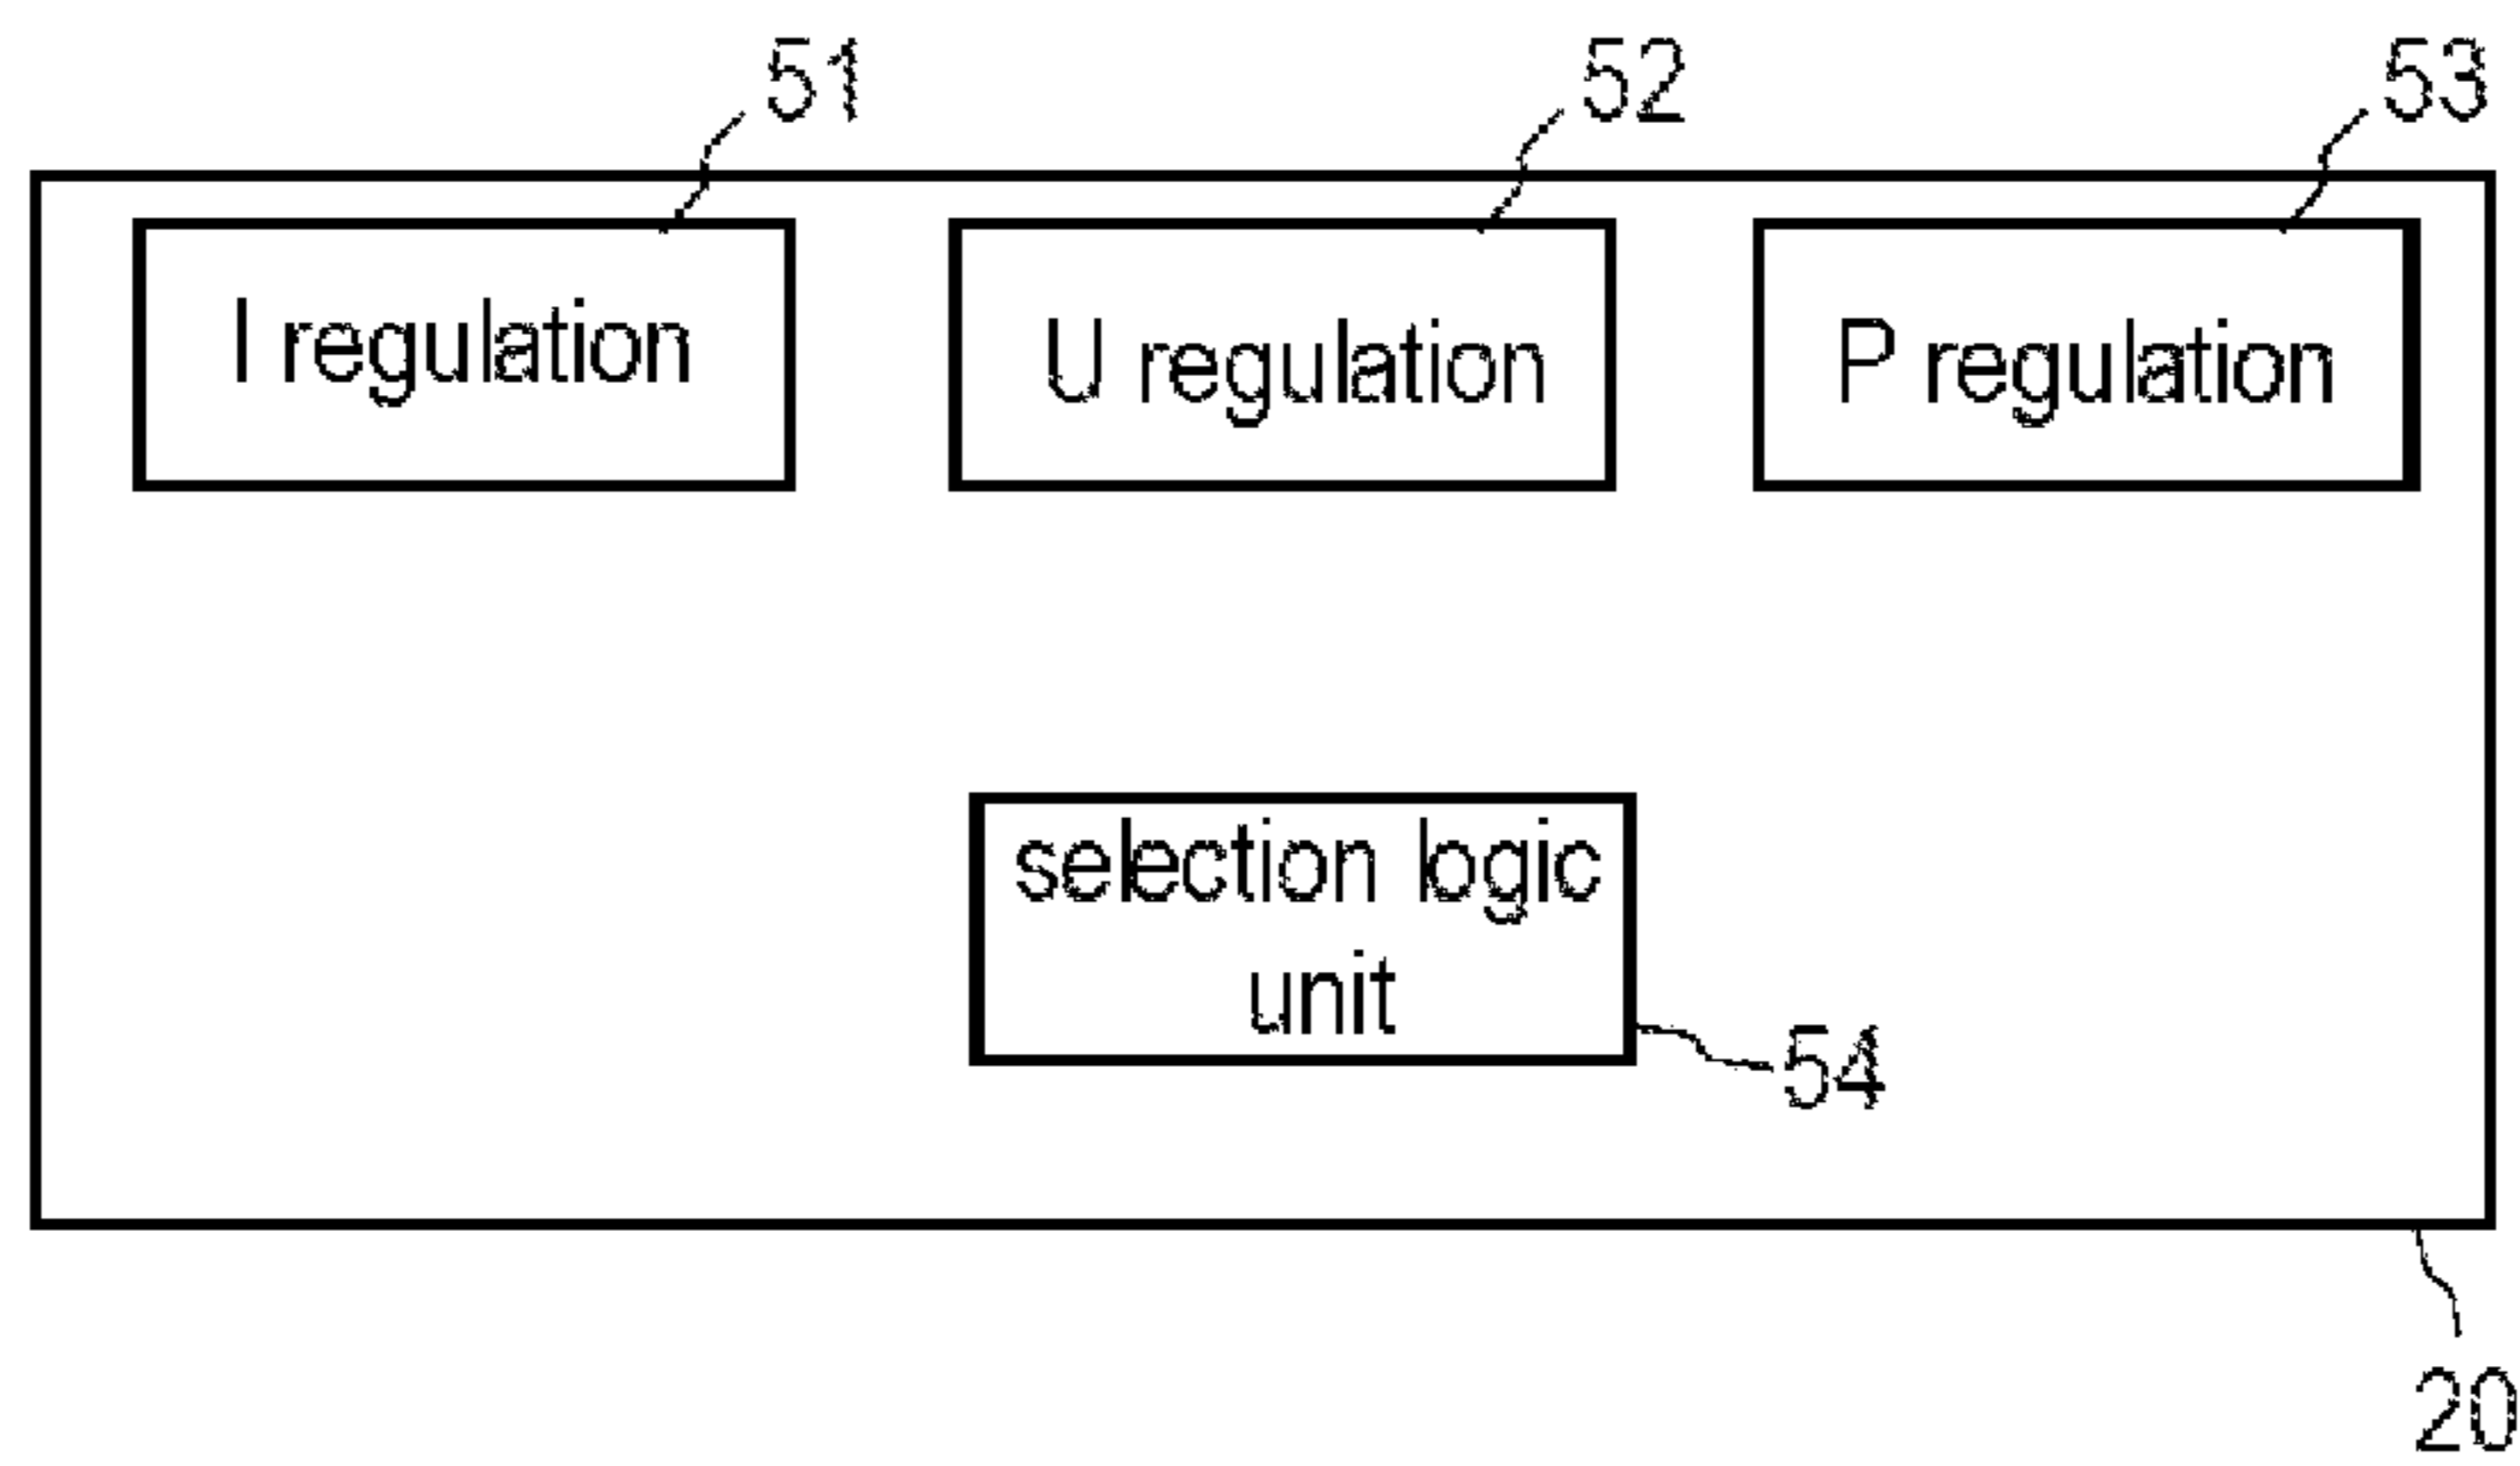 51
52
53
I regulation
U regulation
P regulation
selection logic
unit
54
20